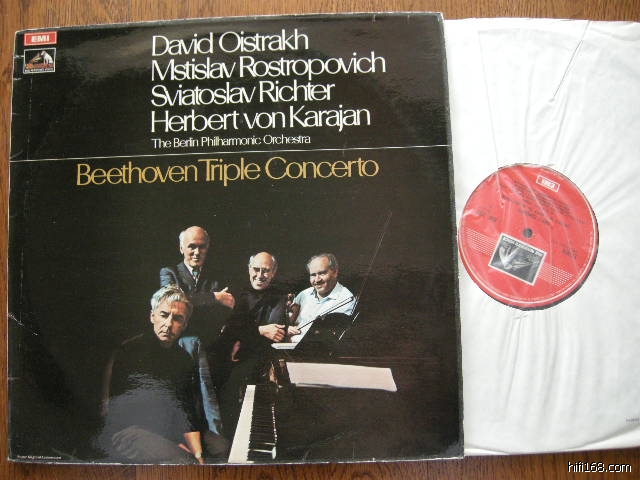 EMI
David Oistrakh
Mstislav Rostropovich
Sviatoslav Richter
Herbert von Karajan
The Berlin Philharmonic Orchestra
Beethoven Triple Concerto
EMI
hifi168.com